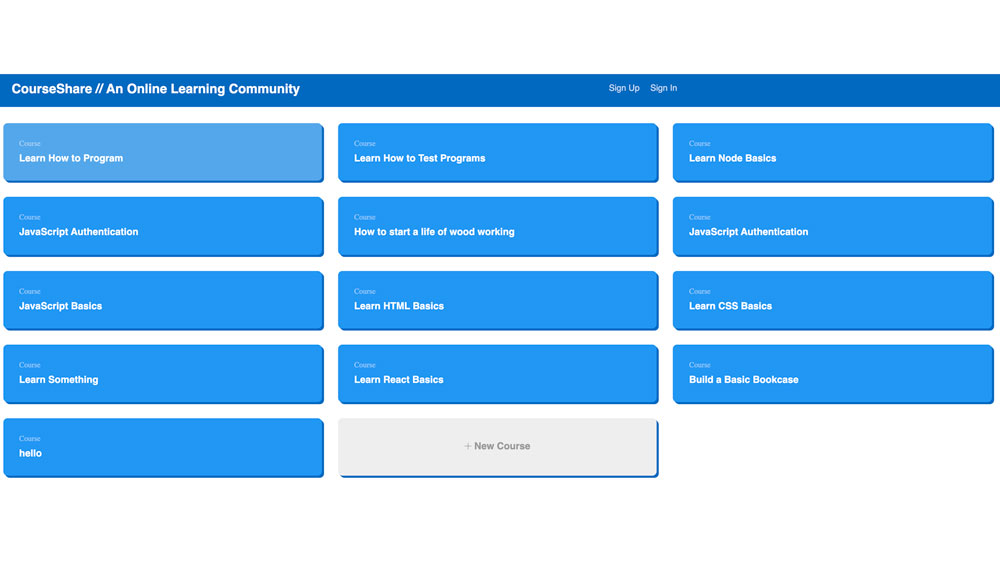 CourseShare // An Online Learning Community
Sign Up Sign In
Course
Learn How to Program
Course
Learn How to Test Programs
Course
Learn Node Basics
Course
JavaScript Authentication
Course
How to start a life of wood working
Course
JavaScript Authentication
Course
JavaScript Basics
Course
Learn HTML Basics
Course
Learn CSS Basics
Course
Learn Something
Course
Learn React Basics
Course
Build a Basic Bookcase
Course
hello
+ New Course